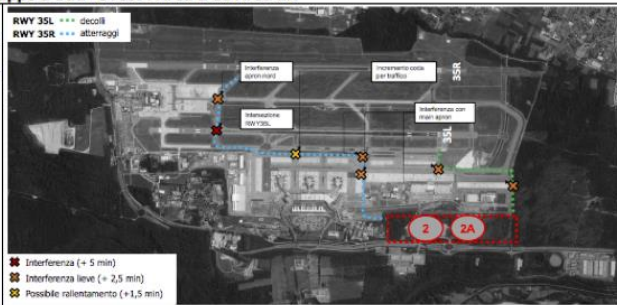 RWY 35L decolli
RWY 35R atterraggi
Interferenza
apron nord
Incremento coda
per traffico
35R
Intersezione
RWY35L
Interferenza con
main apron
35L
2
2A
Interferenza (+ 5 min)
Interferenza lieve (+ 2,5 min)
Possibile rallentamento (+1,5 min)